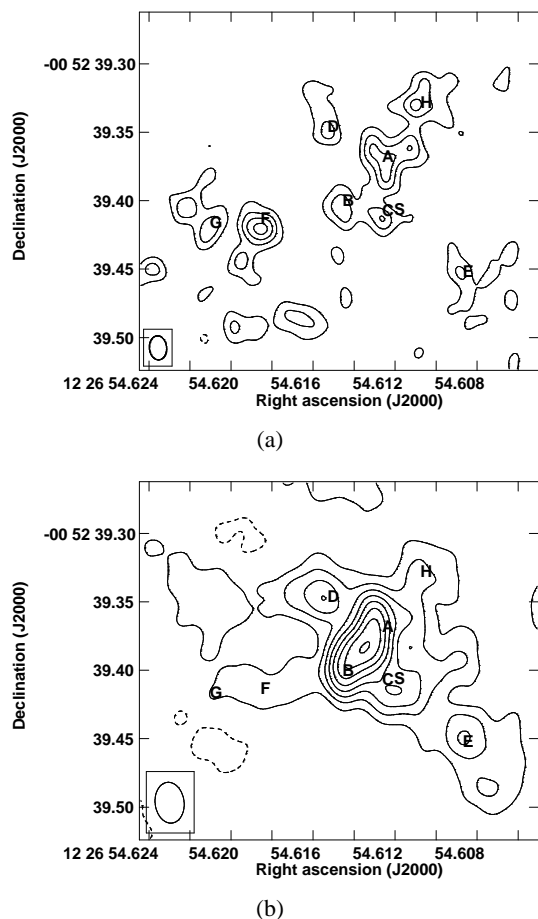 -00 52 39.30
H
D
39.35
A
B
39.40
CS
G
F
Declination (J2000)
39.45
E
39.50
12 26 54.624 54.620 54.616 54.612 54.608
Right ascension (J2000)
(a)
-00 52 39.30
H
39.35
D
A
39.40
B
CS
G
F
Declination (J2000)
39.45
E
39.50
12 26 54.624 54.620 54.616 54.612 54.608
Right ascension (J2000)
(b)